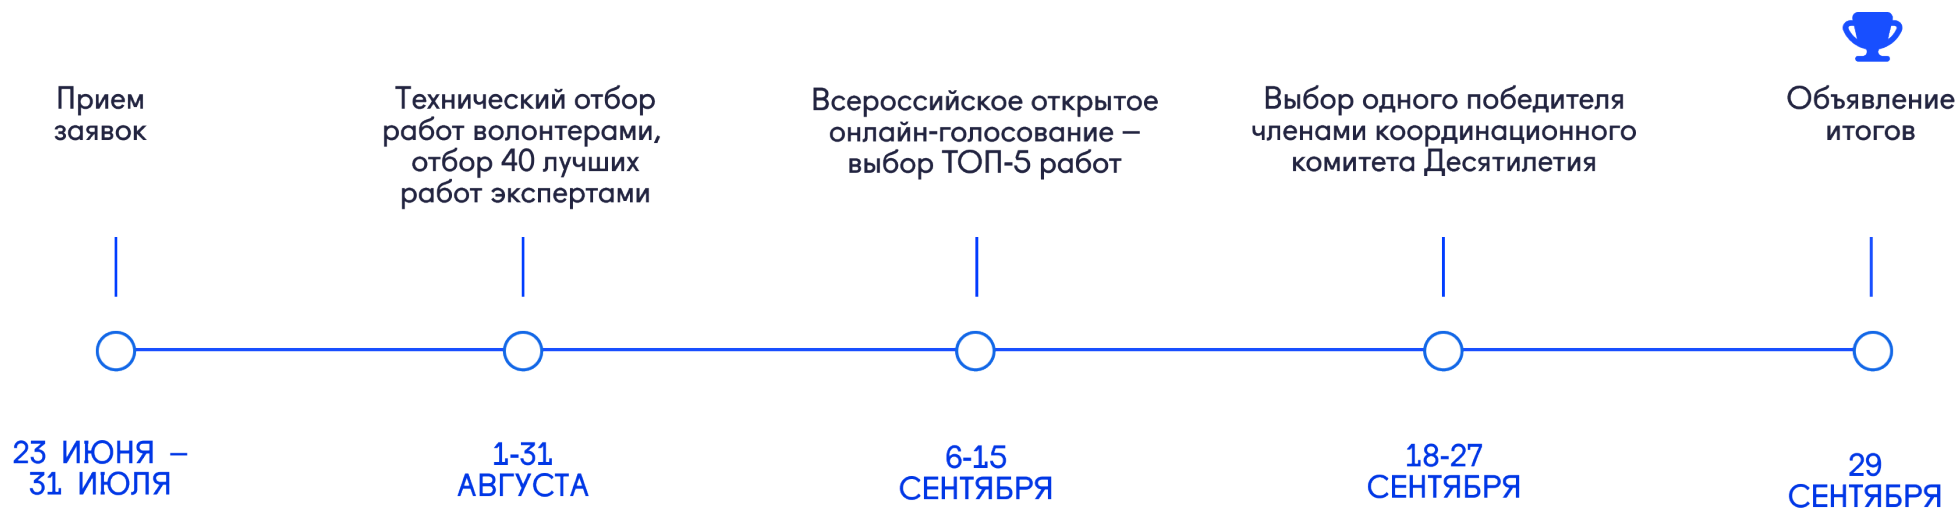 Прием
заявок
Технический отбор
работ волонтерами,
отбор 40 лучших
работ экспертами
Всероссийское открытое
онлайн-голосование –
выбор ТОП-5 работ
Выбор одного победителя
членами координационного
комитета Десятилетия
Объявление
итогов
23 ИЮНЯ –
31 ИЮЛЯ
1-31
АВГУСТА
6-15
СЕНТЯБРЯ
18-27
СЕНТЯБРЯ
29
СЕНТЯБРЯ